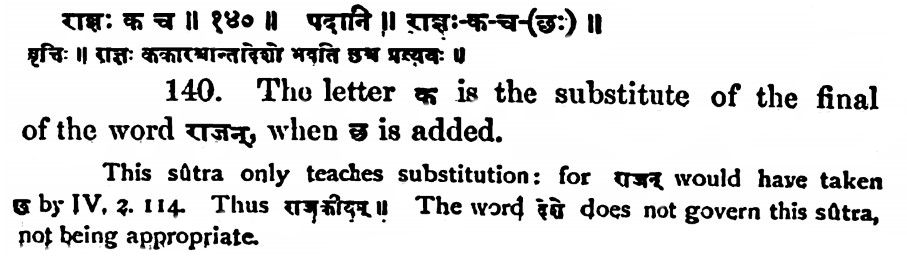 राज्ञः क च ॥ १४० ॥ पदानि ॥ राज्ञः-क-च-(छः) ॥
वृत्तिः ॥ राज्ञः ककारश्चान्तादेशो भवति छश्च प्रत्ययः ॥
140. The letter क is the substitute of the final
of the word राजन्, when छ is added.
This sûtra only teaches substitution: for राजन् would have taken
छ by IV, 2. 114. Thus राजकीयम् ॥ The word देशे does not govern this sûtra,
not being appropriate.